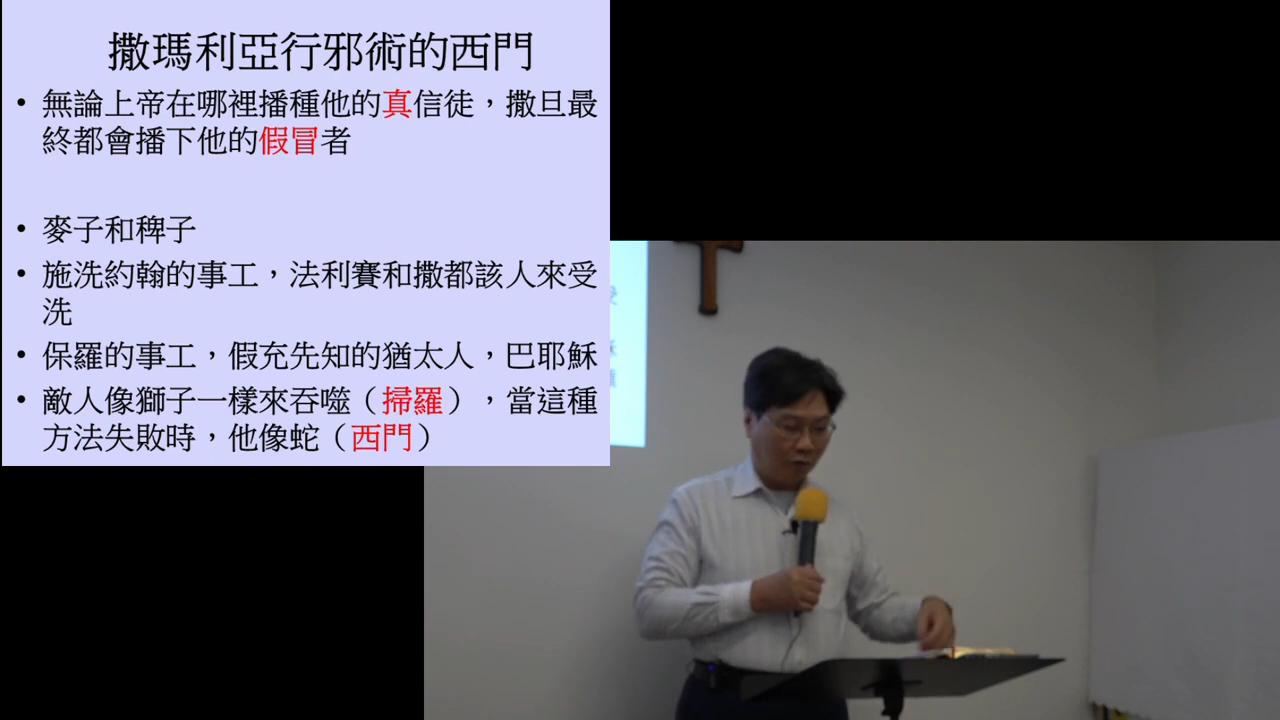 撒瑪利亞行邪術的西門
• 無論上帝在哪裡播種他的真信徒，撒旦最
終都會播下他的假冒者
• 麥子和稗子
• 施洗約翰的事工，法利賽和撒都該人來受
洗
• 保羅的事工，假充先知的猶太人，巴耶穌
• 敵人像獅子一樣來吞噬（掃羅），當這種
方法失敗時，他像蛇（西門）